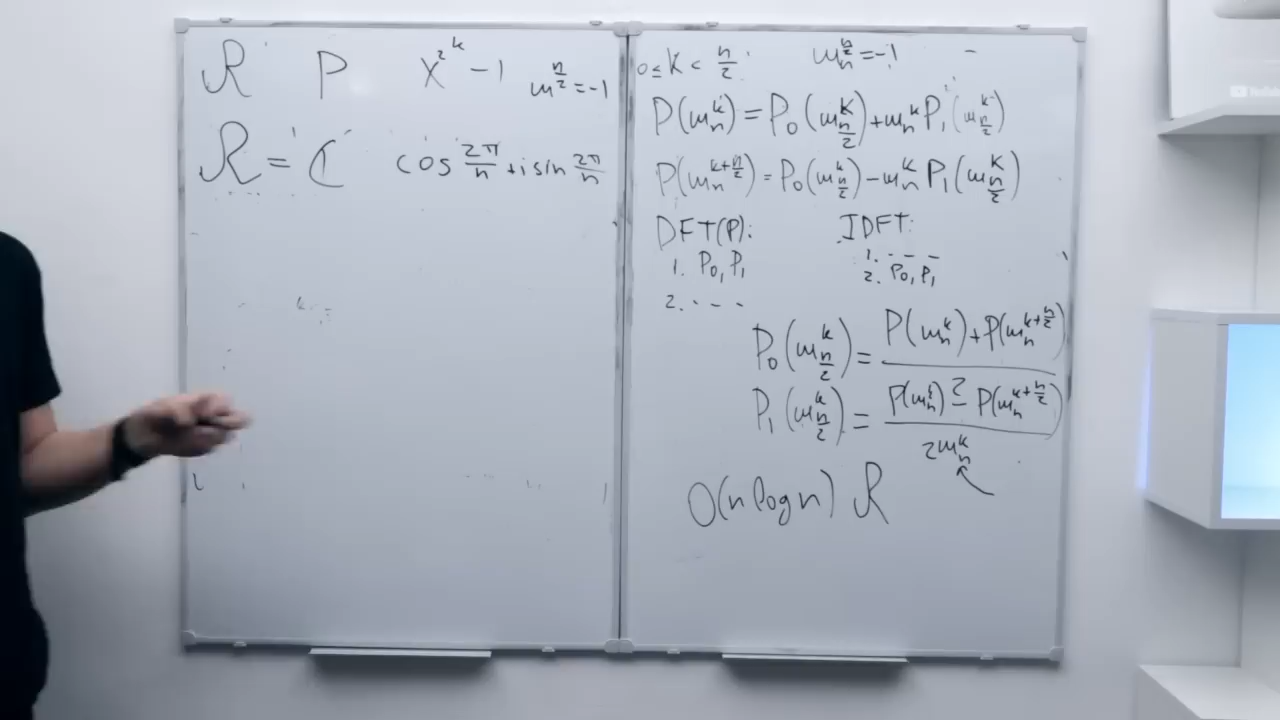 R P x^{2^k} - 1 ω^{n/2} = -1
R = ℂ cos 2π/n + i sin 2π/n
0 ≤ k < n/2: ω_n^{n/2} = -1
P(ω_n^k) = P_0(ω_{n/2}^k) + ω_n^k P_1(ω_{n/2}^k)
P(ω_n^{k+n/2}) = P_0(ω_{n/2}^k) - ω_n^k P_1(ω_{n/2}^k)
DFT(P): IDFT:
1. P_0, P_1 1. - - -
2. - - - 2. P_0, P_1
P_0(ω_{n/2}^k) = (P(ω_n^k) + P(ω_n^{k+n/2})) / 2
P_1(ω_{n/2}^k) = (P(ω_n^k) - P(ω_n^{k+n/2})) / 2ω_n^k
O(n log n) R
YouTube